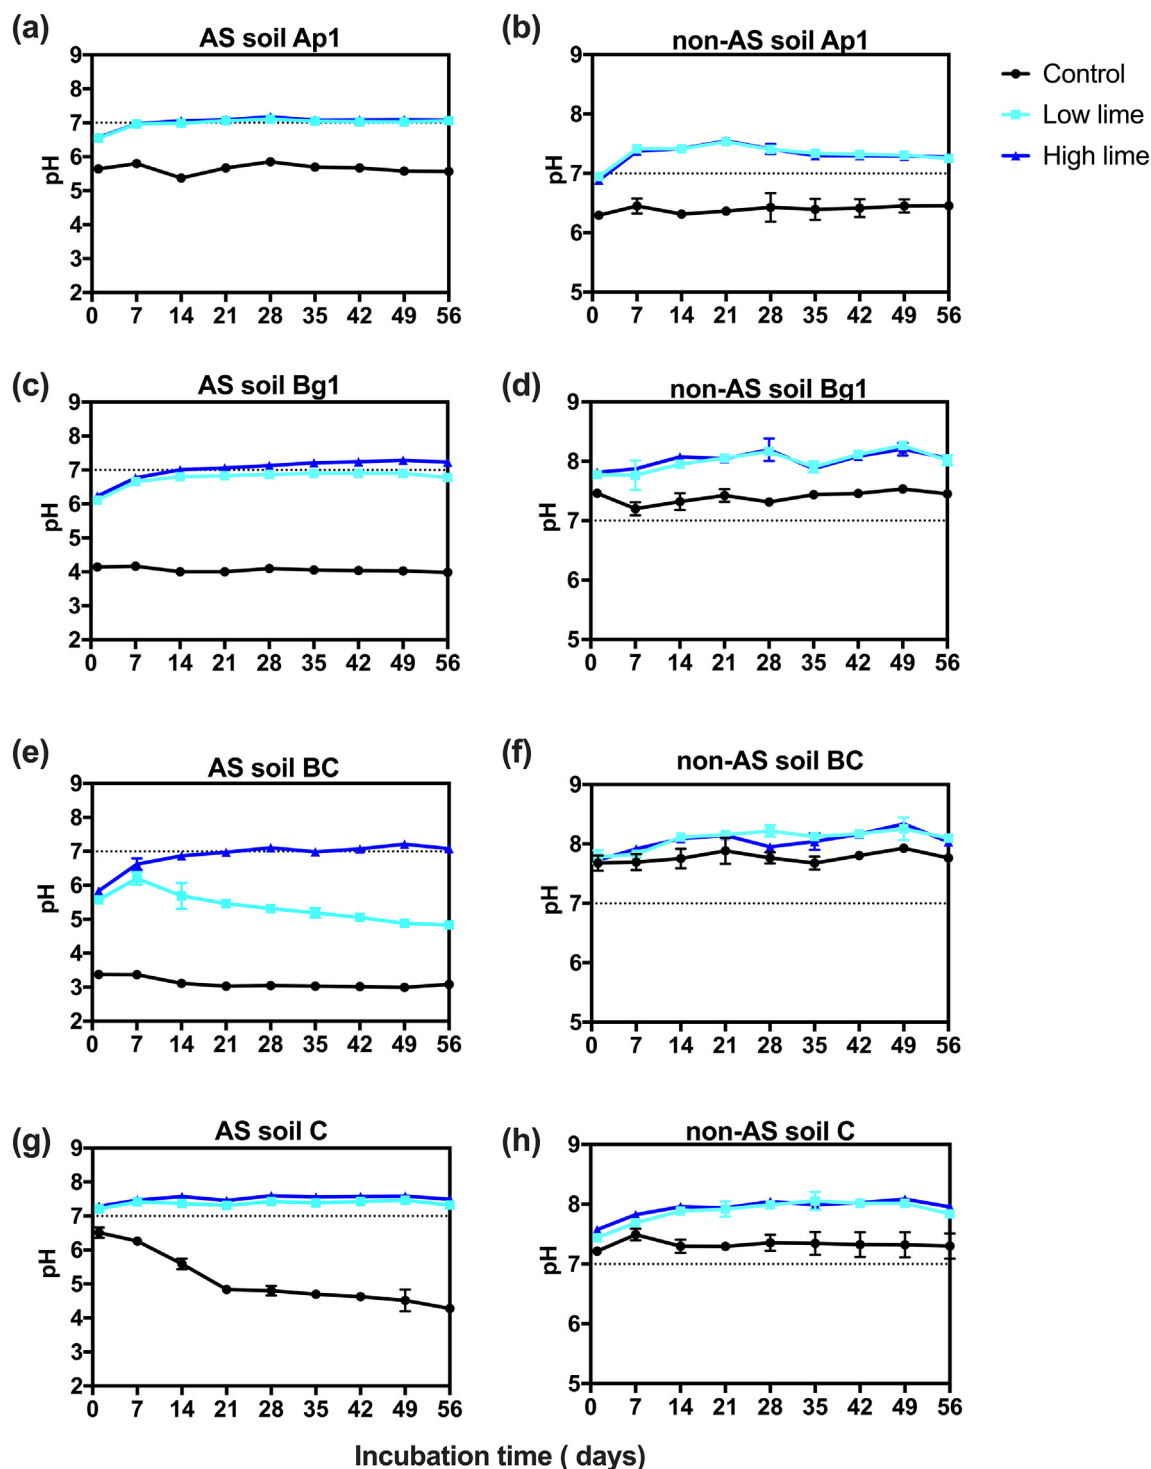 (a)
AS soil Ap1
pH
9
8
7
6
5
4
3
2
0 7 14 21 28 35 42 49 56
(b)
non-AS soil Ap1
pH
9
8
7
6
5
0 7 14 21 28 35 42 49 56
Control
Low lime
High lime
(c)
AS soil Bg1
pH
9
8
7
6
5
4
3
2
0 7 14 21 28 35 42 49 56
(d)
non-AS soil Bg1
pH
9
8
7
6
5
0 7 14 21 28 35 42 49 56
(e)
AS soil BC
pH
9
8
7
6
5
4
3
2
0 7 14 21 28 35 42 49 56
(f)
non-AS soil BC
pH
9
8
7
6
5
0 7 14 21 28 35 42 49 56
(g)
AS soil C
pH
9
8
7
6
5
4
3
2
0 7 14 21 28 35 42 49 56
(h)
non-AS soil C
pH
9
8
7
6
5
0 7 14 21 28 35 42 49 56
Incubation time ( days)